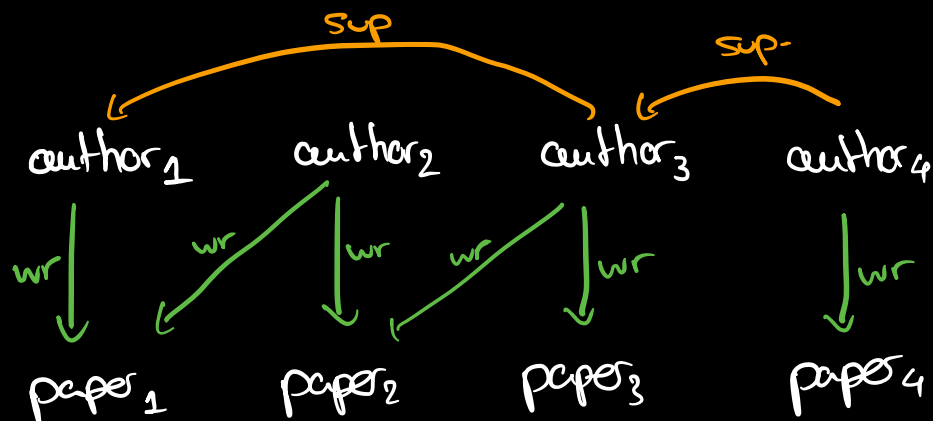 sup
sup-
author1 author2 author3 author4
wr wr wr wr wr wr
paper1 paper2 paper3 paper4